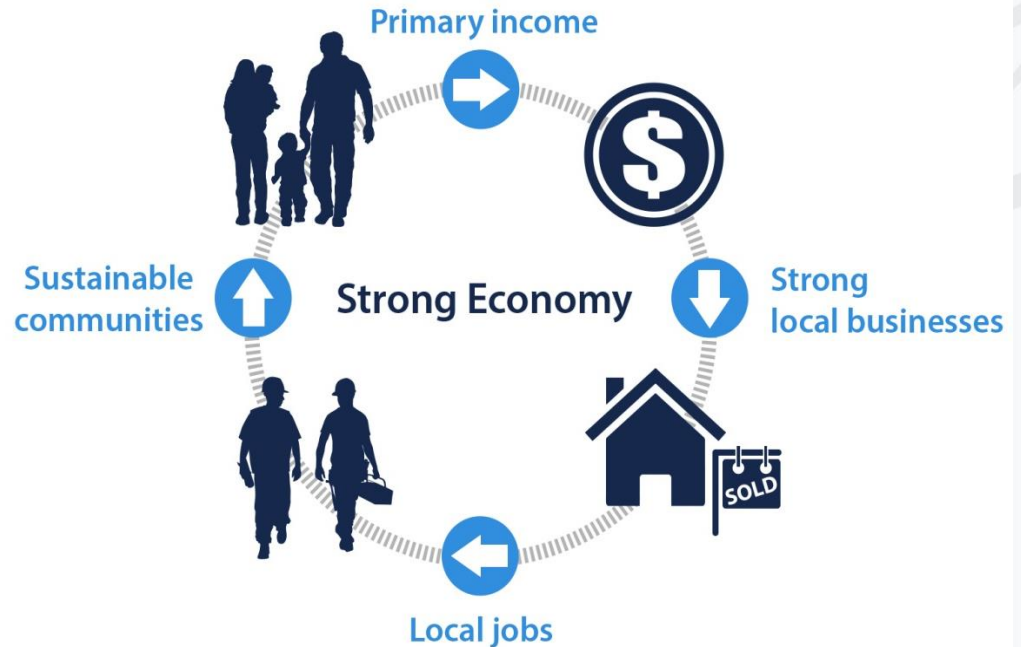 Primary income
$
Sustainable
communities
Strong Economy
Strong
local businesses
SOLD
Local jobs